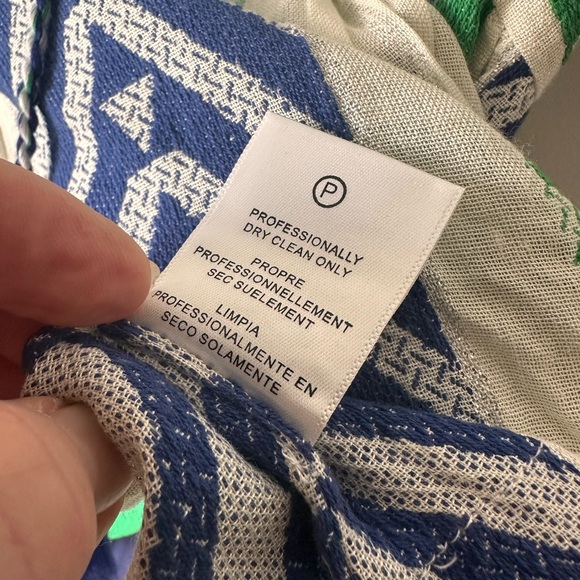 P
PROFESSIONALLY
DRY CLEAN ONLY
PROPRE
PROFESSIONNELLEMENT
SEC SUELEMENT
LIMPIA
PROFESSIONALMENTE EN
SECO SOLAMENTE